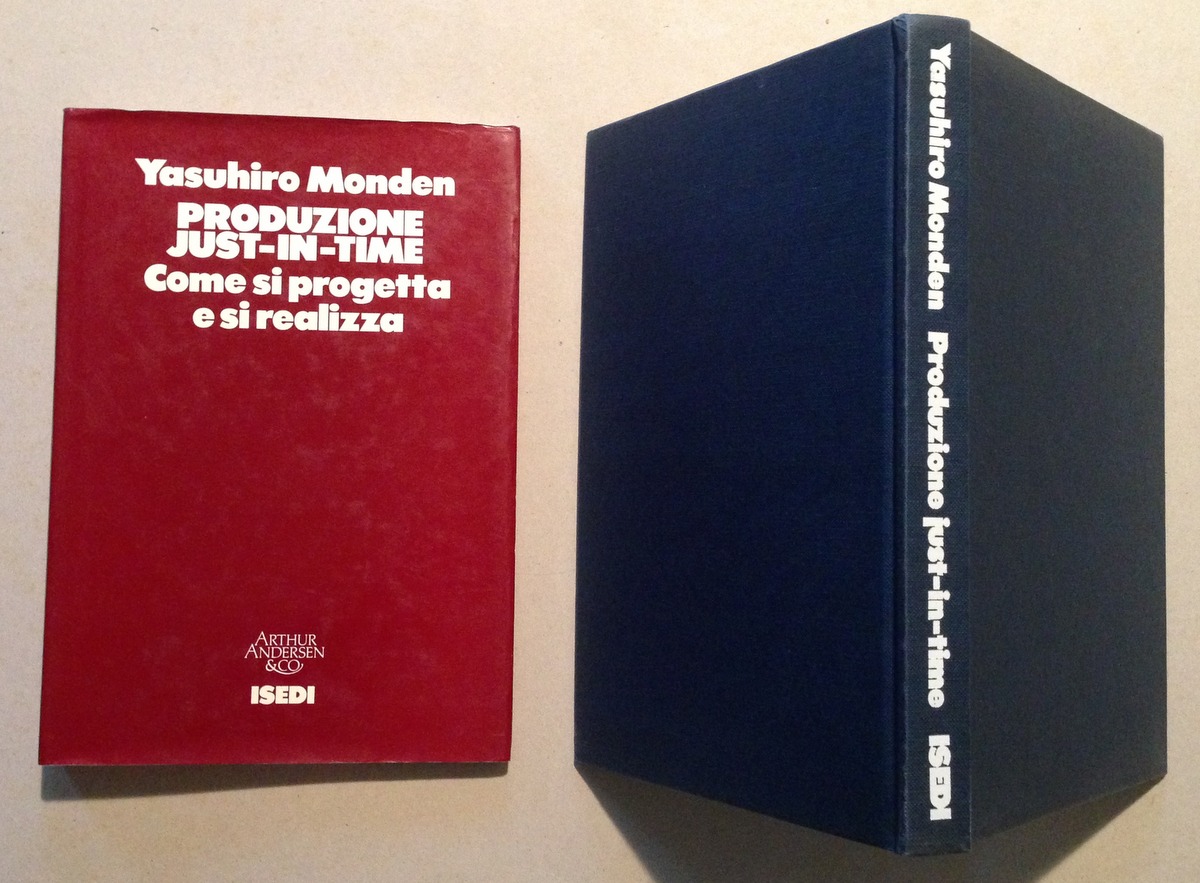 Yasuhiro Monden
PRODUZIONE
JUST-IN-TIME
Come si progetta
e si realizza
ARTHUR
ANDERSEN
& CO
ISEDI
Yasuhiro Monden Produzione just-in-time ISEDI